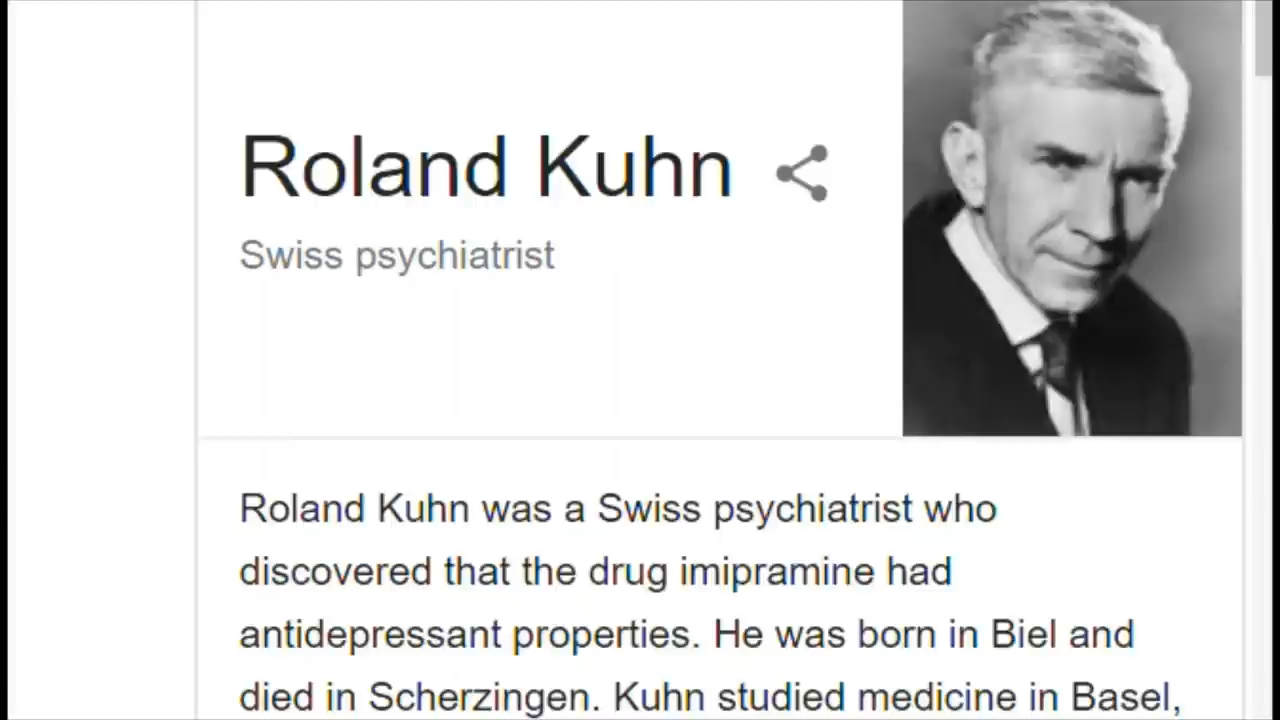 Roland Kuhn
Swiss psychiatrist
Roland Kuhn was a Swiss psychiatrist who
discovered that the drug imipramine had
antidepressant properties. He was born in Biel and
died in Scherzingen. Kuhn studied medicine in Basel,